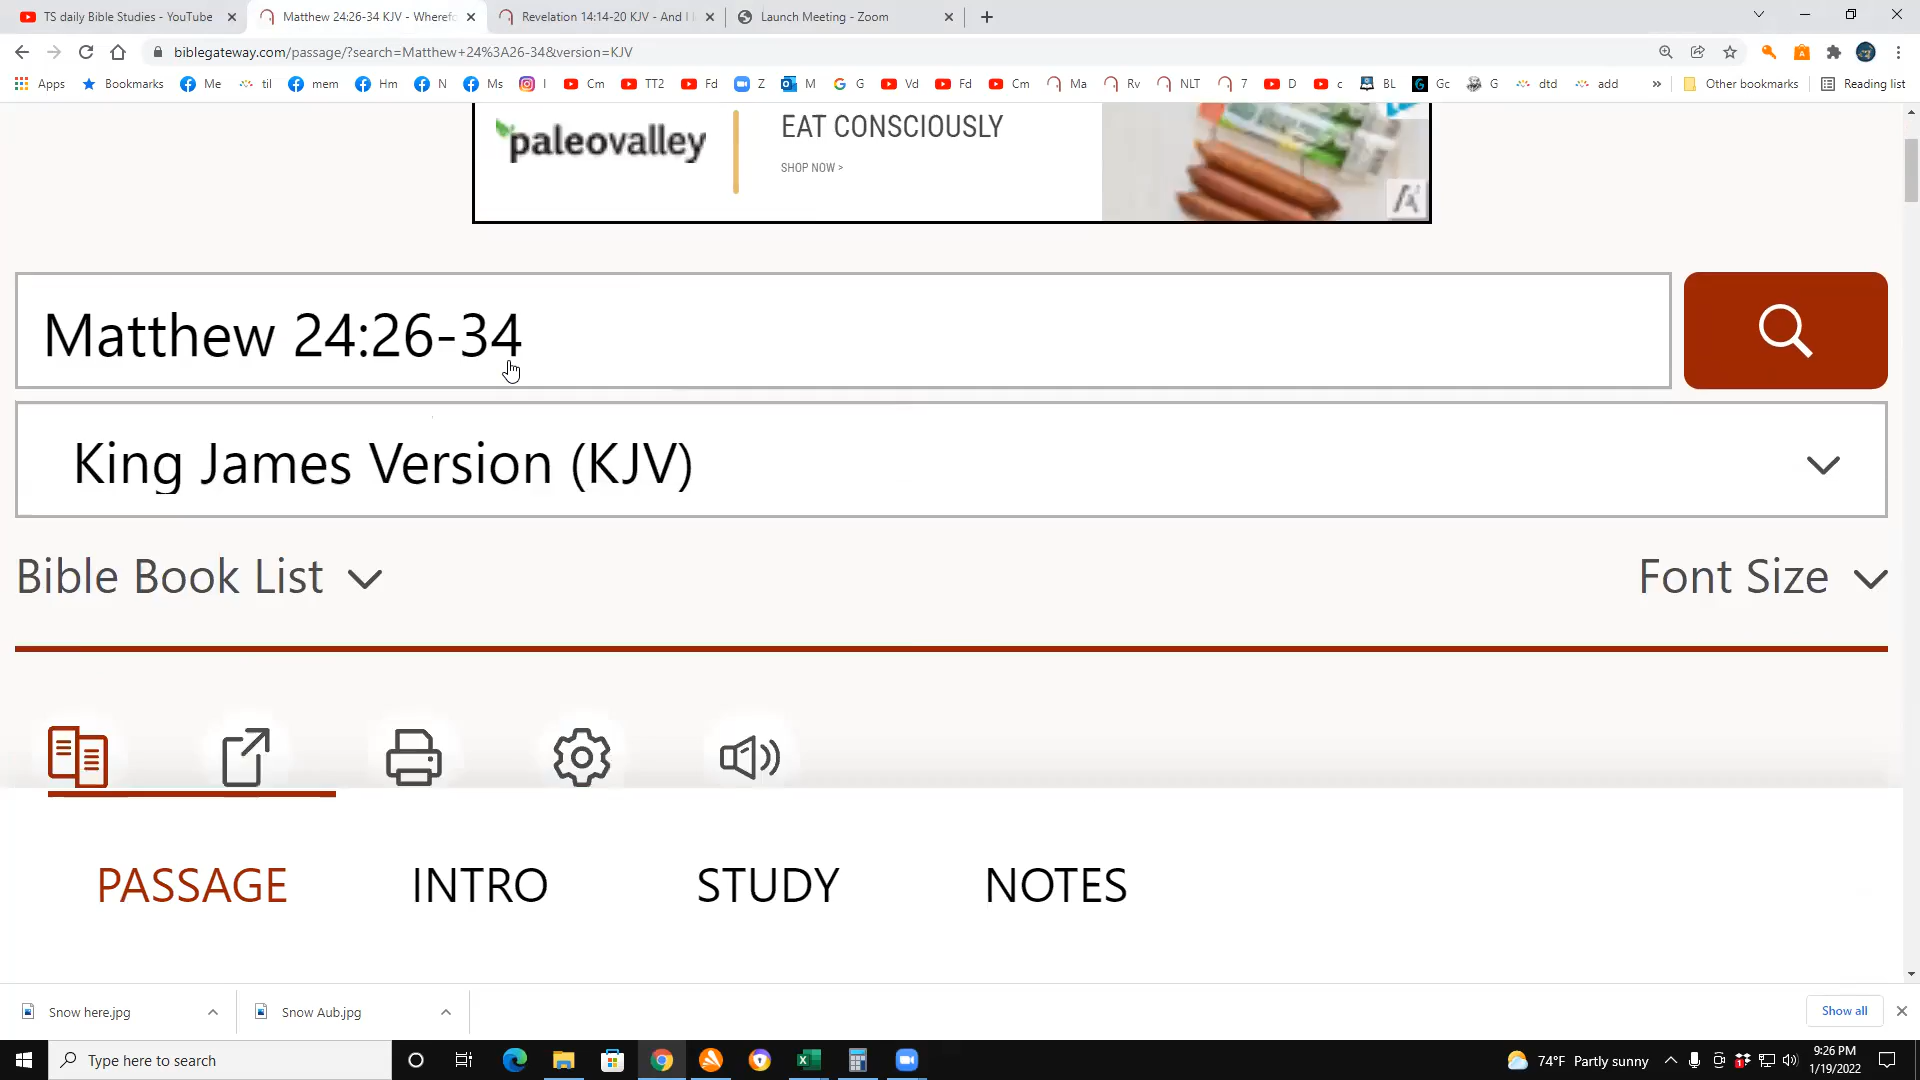 TS daily Bible Studies - YouTube
Matthew 24:26-34 KJV - Wherefo
Revelation 14:14-20 KJV - And I l
Launch Meeting - Zoom
biblegateway.com/passage/?search=Matthew+24%3A26-34&version=KJV
Apps Bookmarks Me til mem Hm N Ms I Cm TT2 Fd Z M G Vd Fd Cm Ma Rv NLT 7 D c BL Gc G dtd add » Other bookmarks Reading list
paleovalley
EAT CONSCIOUSLY
SHOP NOW >
Matthew 24:26-34
King James Version (KJV)
Bible Book List
Font Size
PASSAGE INTRO STUDY NOTES
Snow here.jpg
Snow Aub.jpg
Show all
Type here to search
74°F Partly sunny
9:26 PM
1/19/2022